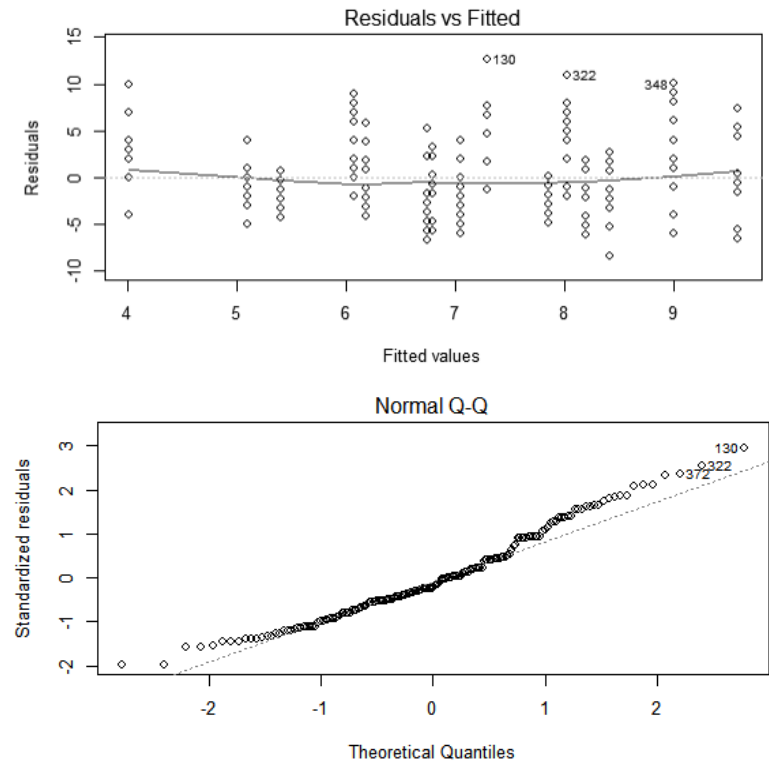 Residuals vs Fitted
15
10
5
0
-5
-10
Residuals
130
322
348
4 5 6 7 8 9
Fitted values
Normal Q-Q
3
2
1
0
-1
-2
Standardized residuals
130
322
372
-2 -1 0 1 2
Theoretical Quantiles